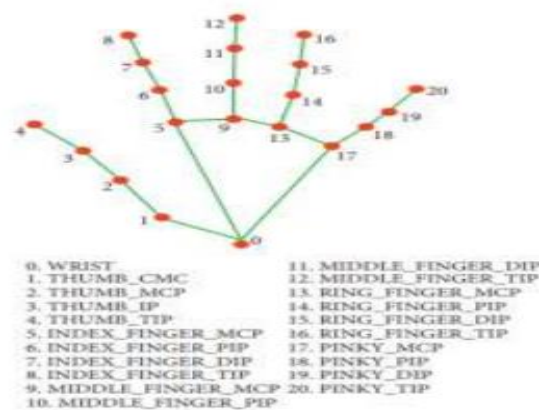 12
8
16
11
7
15
6
10
14
20
4
5
9
13
19
18
3
17
2
1
0
0. WRIST
1. THUMB_CMC
2. THUMB_MCP
3. THUMB_IP
4. THUMB_TIP
5. INDEX_FINGER_MCP
6. INDEX_FINGER_PIP
7. INDEX_FINGER_DIP
8. INDEX_FINGER_TIP
9. MIDDLE_FINGER_MCP
10. MIDDLE_FINGER_PIP
11. MIDDLE_FINGER_DIP
12. MIDDLE_FINGER_TIP
13. RING_FINGER_MCP
14. RING_FINGER_PIP
15. RING_FINGER_DIP
16. RING_FINGER_TIP
17. PINKY_MCP
18. PINKY_PIP
19. PINKY_DIP
20. PINKY_TIP